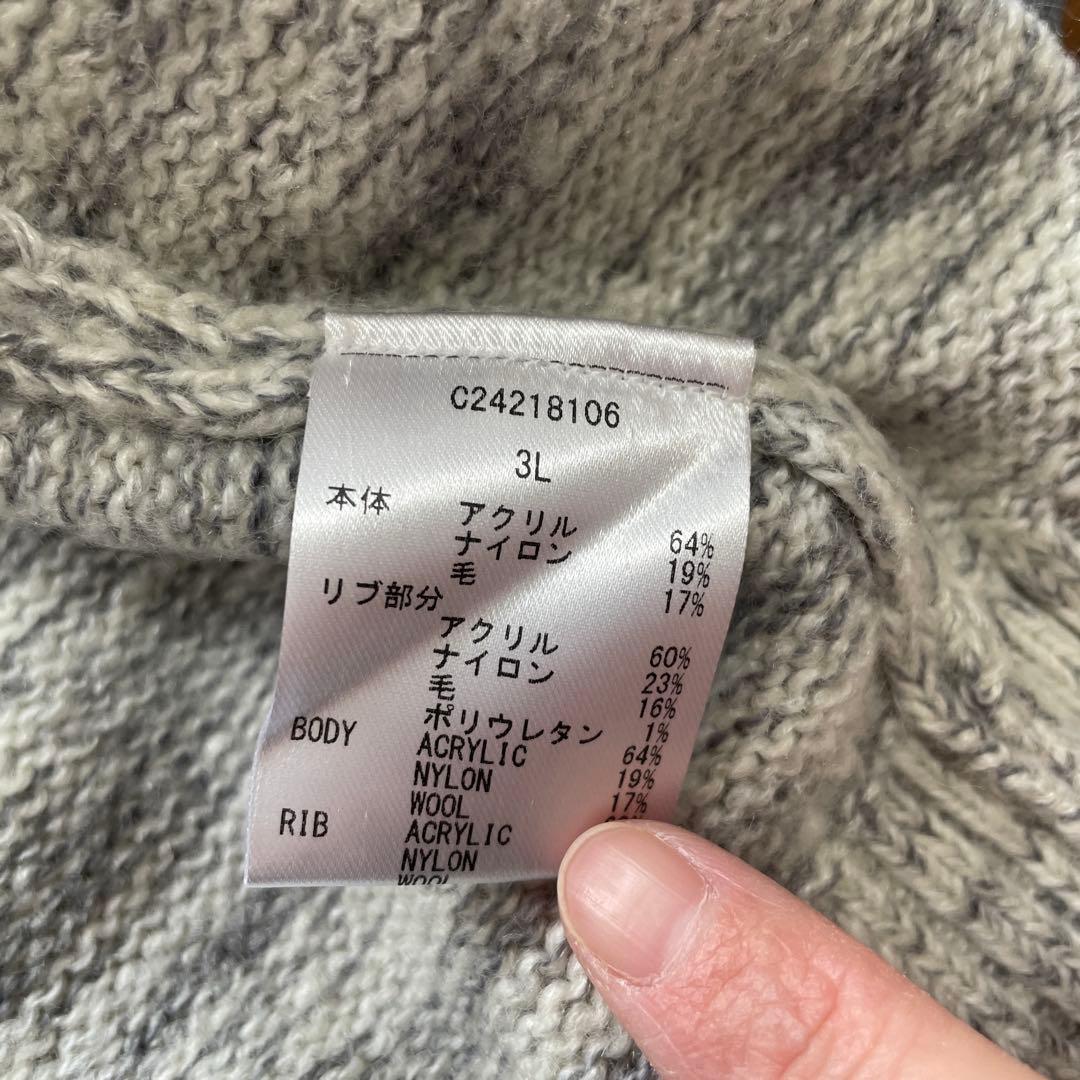 C24218106
3L
本体
アクリル 64%
ナイロン 19%
毛 17%
リブ部分
アクリル 60%
ナイロン 23%
毛 16%
ポリウレタン 1%
BODY ACRYLIC 64%
NYLON 19%
WOOL 17%
RIB ACRYLIC
NYLON
WOOL